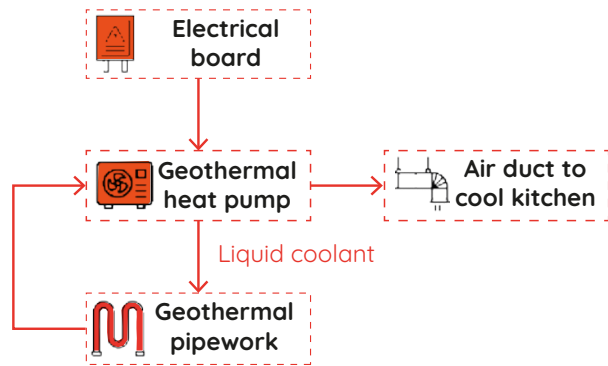 Electrical
board
Geothermal
heat pump
Air duct to
cool kitchen
Liquid coolant
Geothermal
pipework